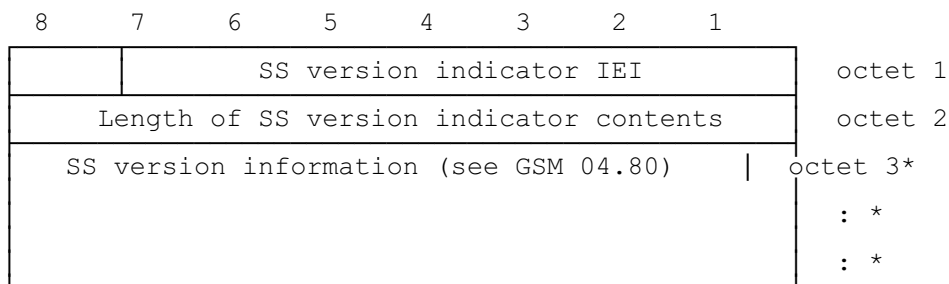 8 7 6 5 4 3 2 1
SS version indicator IEI octet 1
Length of SS version indicator contents octet 2
SS version information (see GSM 04.80) octet 3*
: *
: *